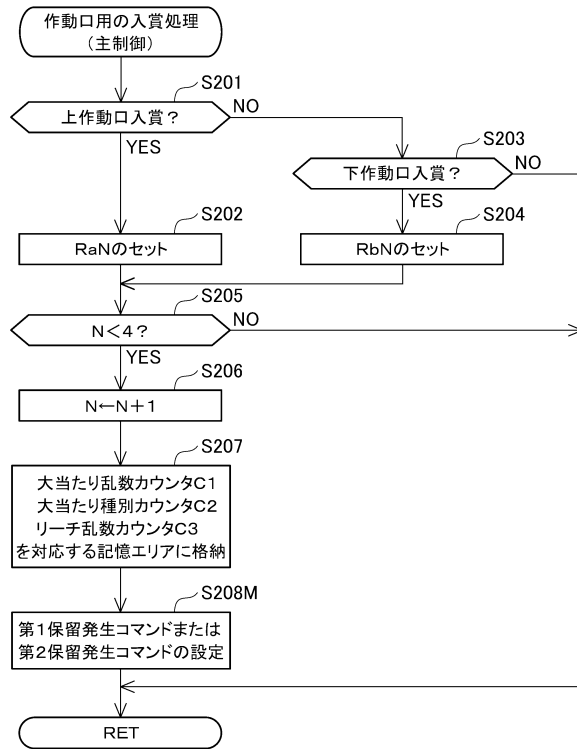 作動口用の入賞処理
(主制御)
S201
上作動口入賞?
NO
YES
S203
下作動口入賞?
NO
YES
S202
RaNのセット
S204
RbNのセット
S205
N<4?
NO
YES
S206
N←N+1
S207
大当たり乱数カウンタC1
大当たり種別カウンタC2
リーチ乱数カウンタC3
を対応する記憶エリアに格納
S208M
第1保留発生コマンドまたは
第2保留発生コマンドの設定
RET